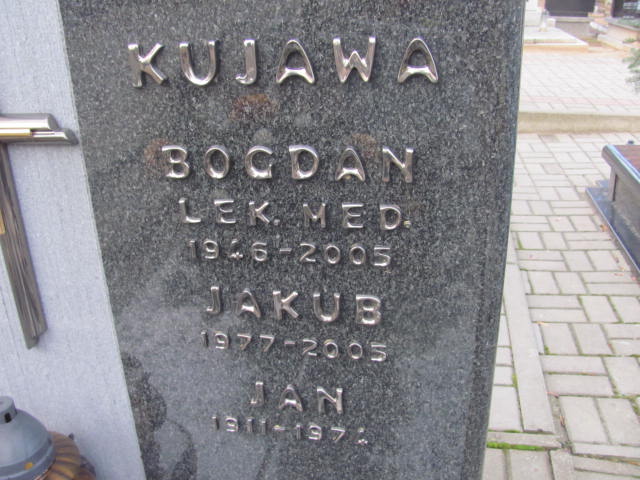 KUJAWA
BOGDAN
LEK. MED.
1946-2005
JAKUB
1977-2005
JAN
1911-1974